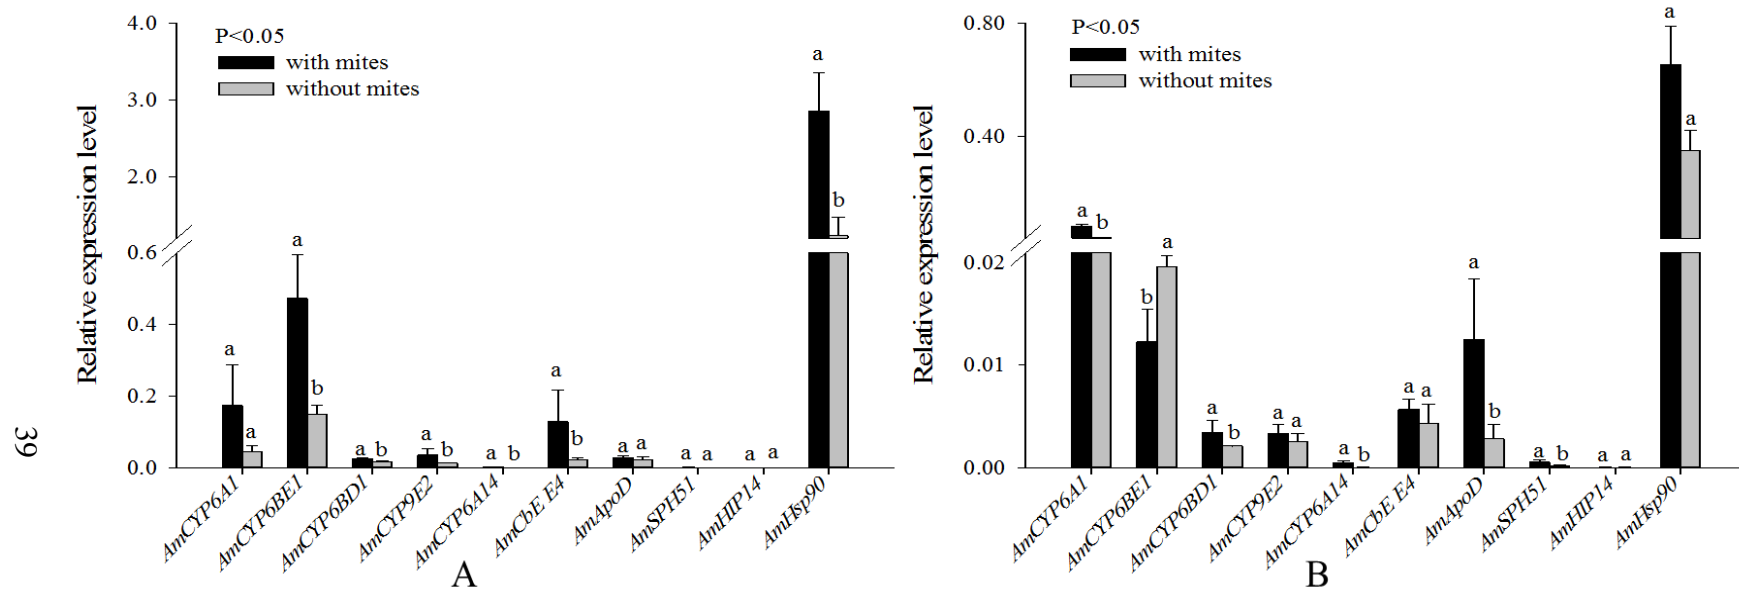 39
Relative expression level
4.0
3.0
2.0
0.6
0.4
0.2
0.0
P<0.05
with mites
without mites
a a
a b
a b
a b
a b
a b
a a
a a
a a
a b
AmCYP6A1
AmCYP6BE1
AmCYP6BD1
AmCYP9E2
AmCYP6A14
AmCbE E4
AmApoD
AmSPH51
AmHIP14
AmHsp90
A
Relative expression level
0.80
0.40
0.02
0.01
0.00
P<0.05
with mites
without mites
a b
b a
a b
a a
a b
a a
a b
a b
a a
a a
AmCYP6A1
AmCYP6BE1
AmCYP6BD1
AmCYP9E2
AmCYP6A14
AmCbE E4
AmApoD
AmSPH51
AmHIP14
AmHsp90
B